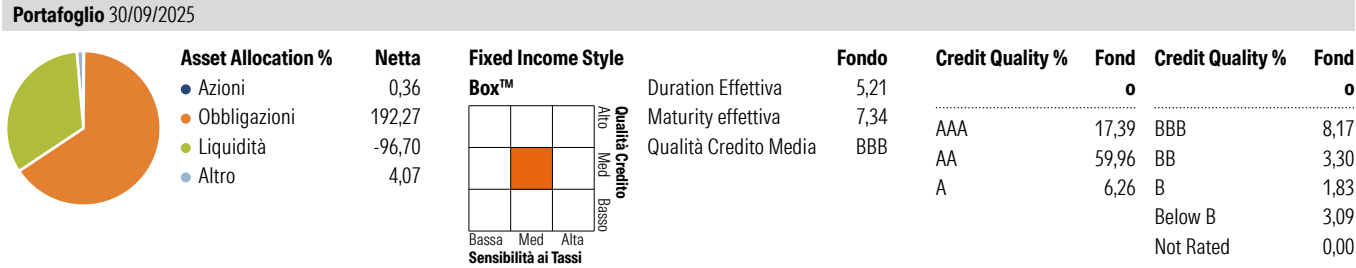 Portafoglio 30/09/2025
Asset Allocation % Netta
Azioni 0,36
Obbligazioni 192,27
Liquidità -96,70
Altro 4,07
Fixed Income Style
Box™
Alto
Med
Basso
Qualità Credito
Bassa Med Alta
Sensibilità ai Tassi
Fondo
Duration Effettiva 5,21
Maturity effettiva 7,34
Qualità Credito Media BBB
Credit Quality % Fond
o
AAA 17,39
AA 59,96
A 6,26
Credit Quality % Fond
o
BBB 8,17
BB 3,30
B 1,83
Below B 3,09
Not Rated 0,00